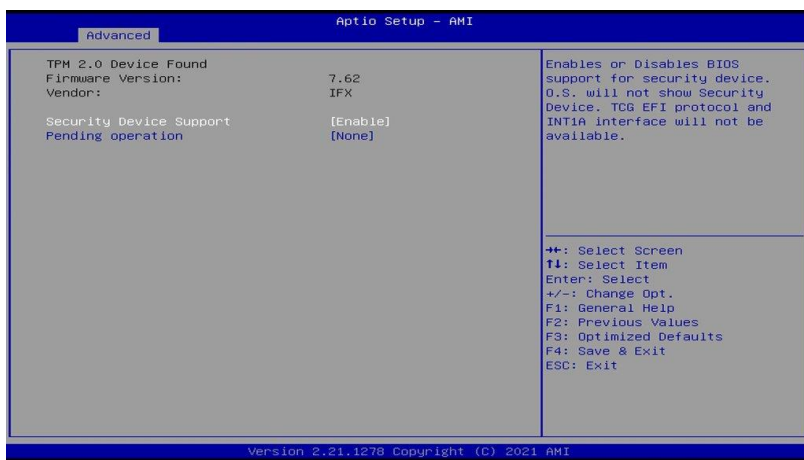 Aptio Setup – AMI
Advanced
TPM 2.0 Device Found
Firmware Version: 7.62
Vendor: IFX
Security Device Support [Enable]
Pending operation [None]
Enables or Disables BIOS
support for security device.
O.S. will not show Security
Device. TCG EFI protocol and
INT1A interface will not be
available.
→←: Select Screen
↑↓: Select Item
Enter: Select
+/-: Change Opt.
F1: General Help
F2: Previous Values
F3: Optimized Defaults
F4: Save & Exit
ESC: Exit
Version 2.21.1278 Copyright (C) 2021 AMI